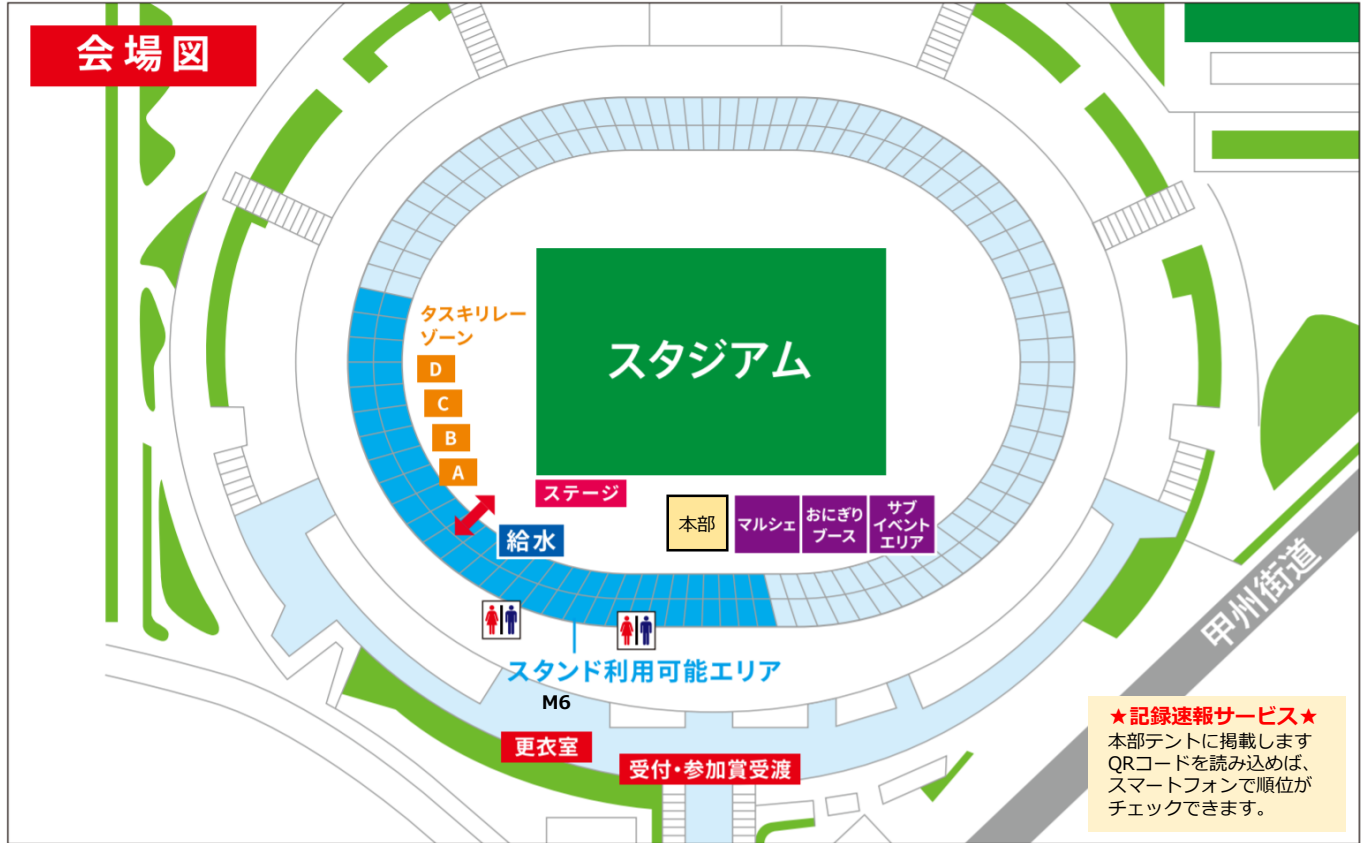 会場図
タスキリレー
ゾーン
D
C
B
A
スタジアム
ステージ
給水
本部
マルシェ
おにぎり
ブース
サブ
イベント
エリア
甲州街道
スタンド利用可能エリア
M6
更衣室
受付・参加賞受渡
★記録速報サービス★
本部テントに掲載します
QRコードを読み込めば、
スマートフォンで順位が
チェックできます。